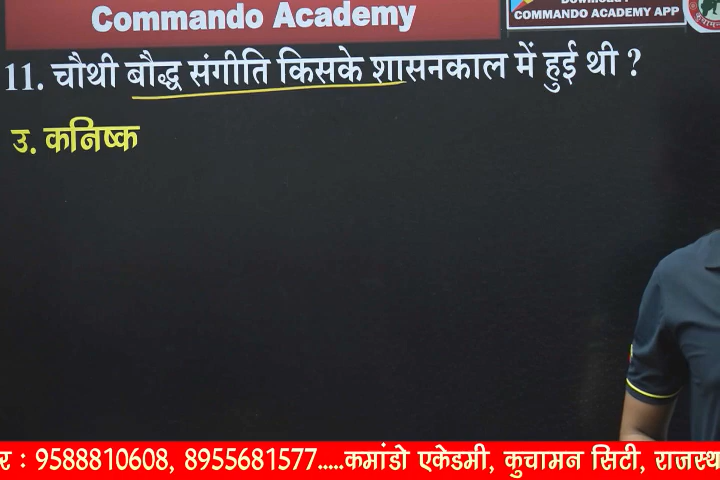 Commando Academy
COMMANDO ACADEMY APP
11. चौथी बौद्ध संगीति किसके शासनकाल में हुई थी ?
उ. कनिष्क
र : 9588810608, 8955681577.....कमांडो एकेडमी, कुचामन सिटी, राजस्थ